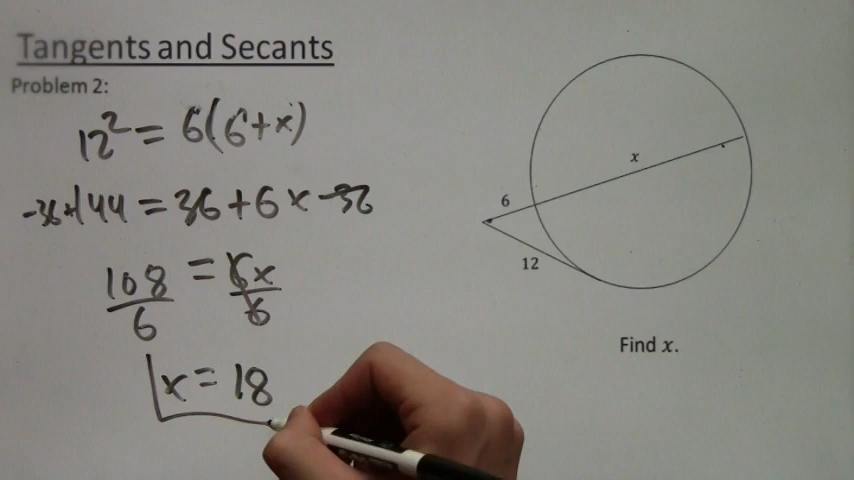 Tangents and Secants
Problem 2:
12² = 6(6+x)
-36+144 = 36+6x-36
108/6 = 6x/6
x = 18
x
6
12
Find x.